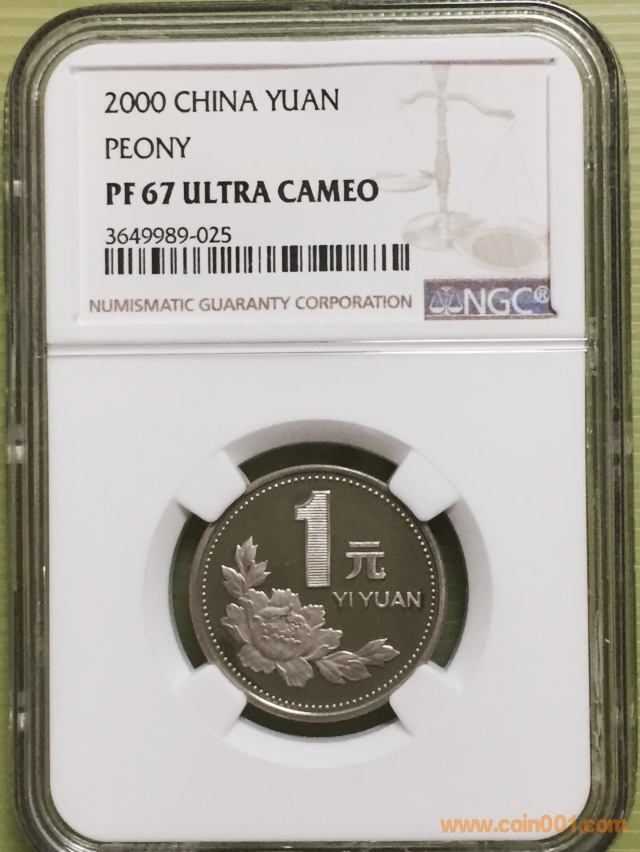 2000 CHINA YUAN
PEONY
PF 67 ULTRA CAMEO
3649989-025
NUMISMATIC GUARANTY CORPORATION
NGC®
1
元
YI YUAN
www.coin001.com